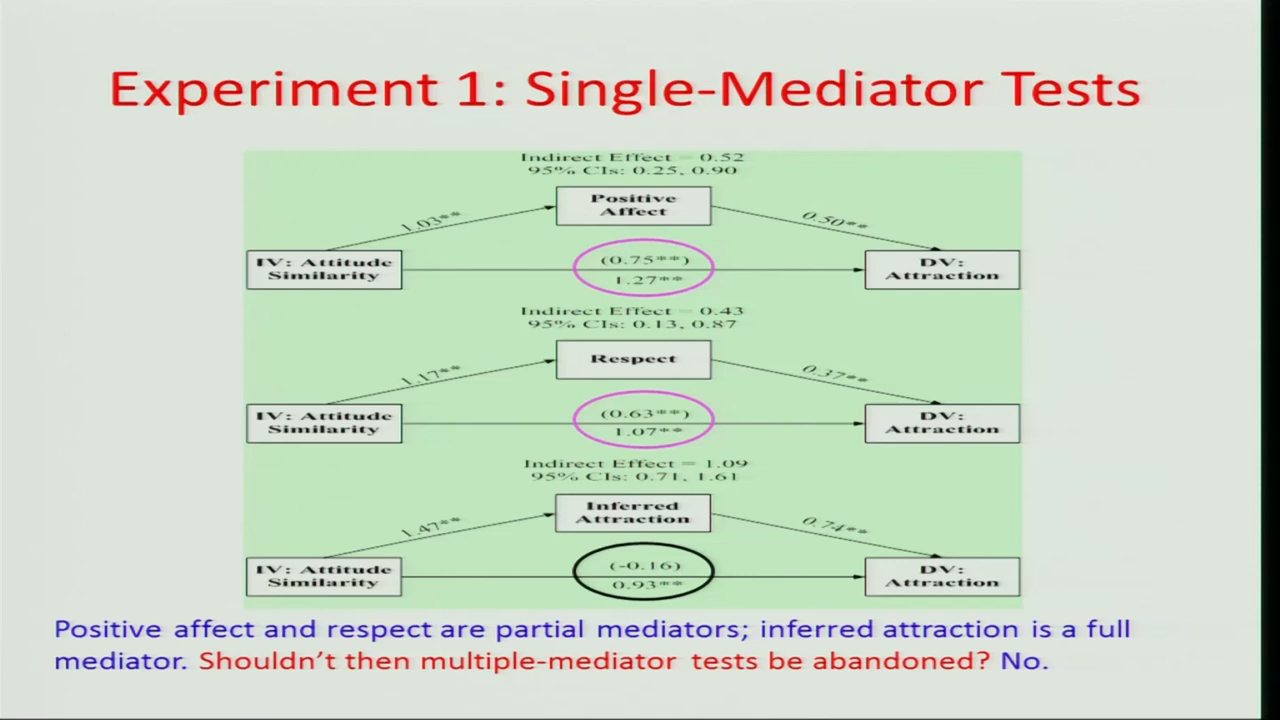 Experiment 1: Single-Mediator Tests
Indirect Effect = 0.52
95% CIs: 0.25, 0.90
Positive
Affect
1.03**
0.50**
IV: Attitude
Similarity
(0.75**)
1.27**
DV:
Attraction
Indirect Effect = 0.43
95% CIs: 0.13, 0.87
Respect
1.17**
0.37**
IV: Attitude
Similarity
(0.63**)
1.07**
DV:
Attraction
Indirect Effect = 1.09
95% CIs: 0.71, 1.61
Inferred
Attraction
1.47**
0.74**
IV: Attitude
Similarity
(-0.16)
0.93**
DV:
Attraction
Positive affect and respect are partial mediators; inferred attraction is a full
mediator. Shouldn't then multiple-mediator tests be abandoned? No.